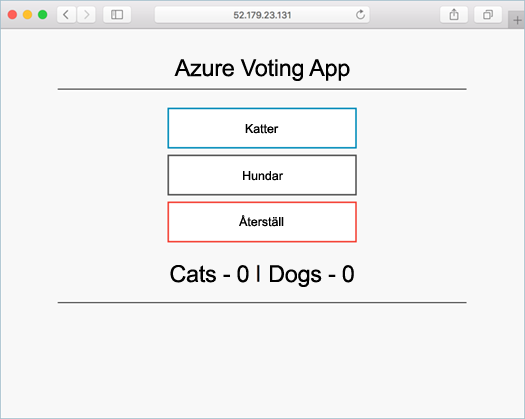 52.179.23.131
Azure Voting App
Katter
Hundar
Återställ
Cats - 0 | Dogs - 0